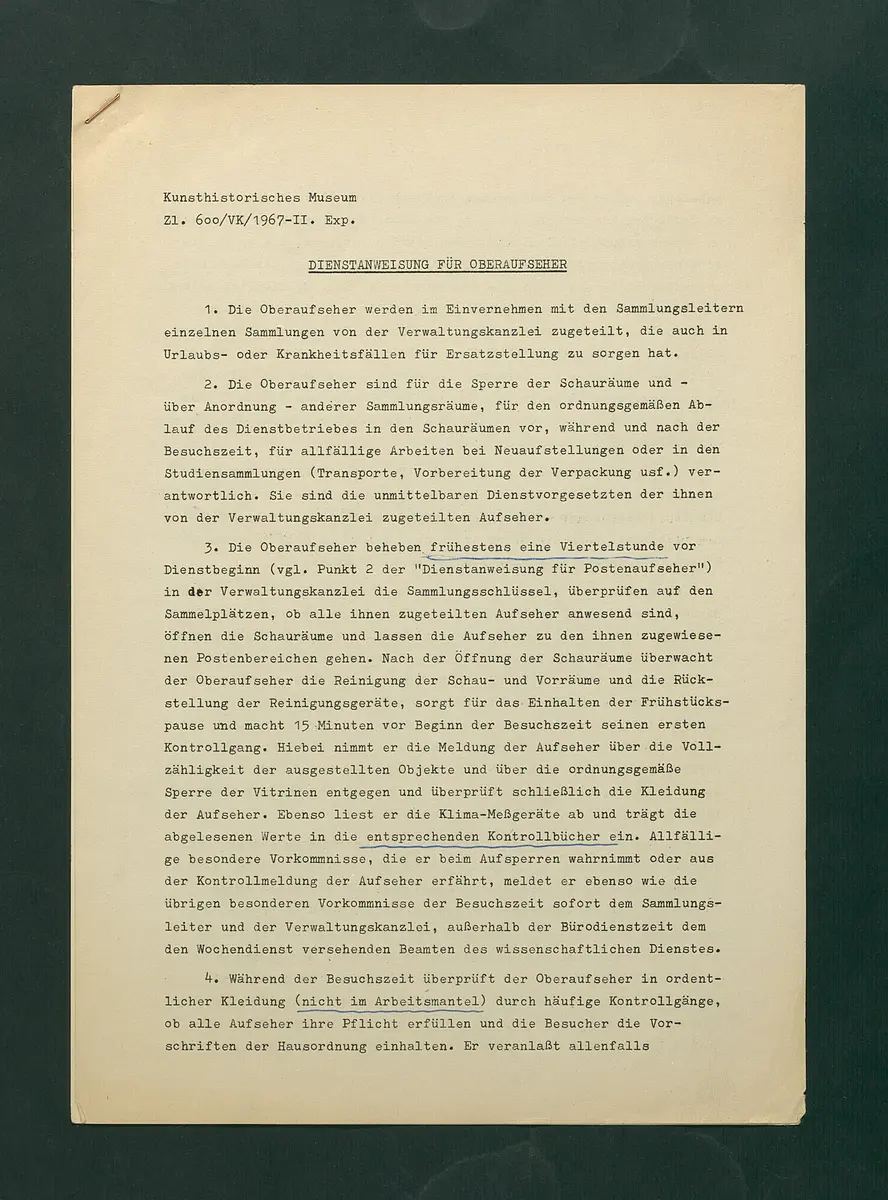 Kunsthistorisches Museum
Zl. 6oo/VK/1967-II. Exp.
DIENSTANWEISUNG FÜR OBERAUFSEHER
1. Die Oberaufseher werden im Einvernehmen mit den Sammlungsleitern
einzelnen Sammlungen von der Verwaltungskanzlei zugeteilt, die auch in
Urlaubs- oder Krankheitsfällen für Ersatzstellung zu sorgen hat.
2. Die Oberaufseher sind für die Sperre der Schauräume und -
über Anordnung - anderer Sammlungsräume, für den ordnungsgemäßen Ab-
lauf des Dienstbetriebes in den Schauräumen vor, während und nach der
Besuchszeit, für allfällige Arbeiten bei Neuaufstellungen oder in den
Studiensammlungen (Transporte, Vorbereitung der Verpackung usf.) ver-
antwortlich. Sie sind die unmittelbaren Dienstvorgesetzten der ihnen
von der Verwaltungskanzlei zugeteilten Aufseher.
3. Die Oberaufseher beheben frühestens eine Viertelstunde vor
Dienstbeginn (vgl. Punkt 2 der "Dienstanweisung für Postenaufseher")
in der Verwaltungskanzlei die Sammlungsschlüssel, überprüfen auf den
Sammelplätzen, ob alle ihnen zugeteilten Aufseher anwesend sind,
öffnen die Schauräume und lassen die Aufseher zu den ihnen zugewiese-
nen Postenbereichen gehen. Nach der Öffnung der Schauräume überwacht
der Oberaufseher die Reinigung der Schau- und Vorräume und die Rück-
stellung der Reinigungsgeräte, sorgt für das Einhalten der Frühstücks-
pause und macht 15 Minuten vor Beginn der Besuchszeit seinen ersten
Kontrollgang. Hiebei nimmt er die Meldung der Aufseher über die Voll-
zähligkeit der ausgestellten Objekte und über die ordnungsgemäße
Sperre der Vitrinen entgegen und überprüft schließlich die Kleidung
der Aufseher. Ebenso liest er die Klima-Meßgeräte ab und trägt die
abgelesenen Werte in die entsprechenden Kontrollbücher ein. Allfälli-
ge besondere Vorkommnisse, die er beim Aufsperren wahrnimmt oder aus
der Kontrollmeldung der Aufseher erfährt, meldet er ebenso wie die
übrigen besonderen Vorkommnisse der Besuchszeit sofort dem Sammlungs-
leiter und der Verwaltungskanzlei, außerhalb der Bürodienstzeit dem
den Wochendienst versehenden Beamten des wissenschaftlichen Dienstes.
4. Während der Besuchszeit überprüft der Oberaufseher in ordent-
licher Kleidung (nicht im Arbeitsmantel) durch häufige Kontrollgänge,
ob alle Aufseher ihre Pflicht erfüllen und die Besucher die Vor-
schriften der Hausordnung einhalten. Er veranlaßt allenfalls